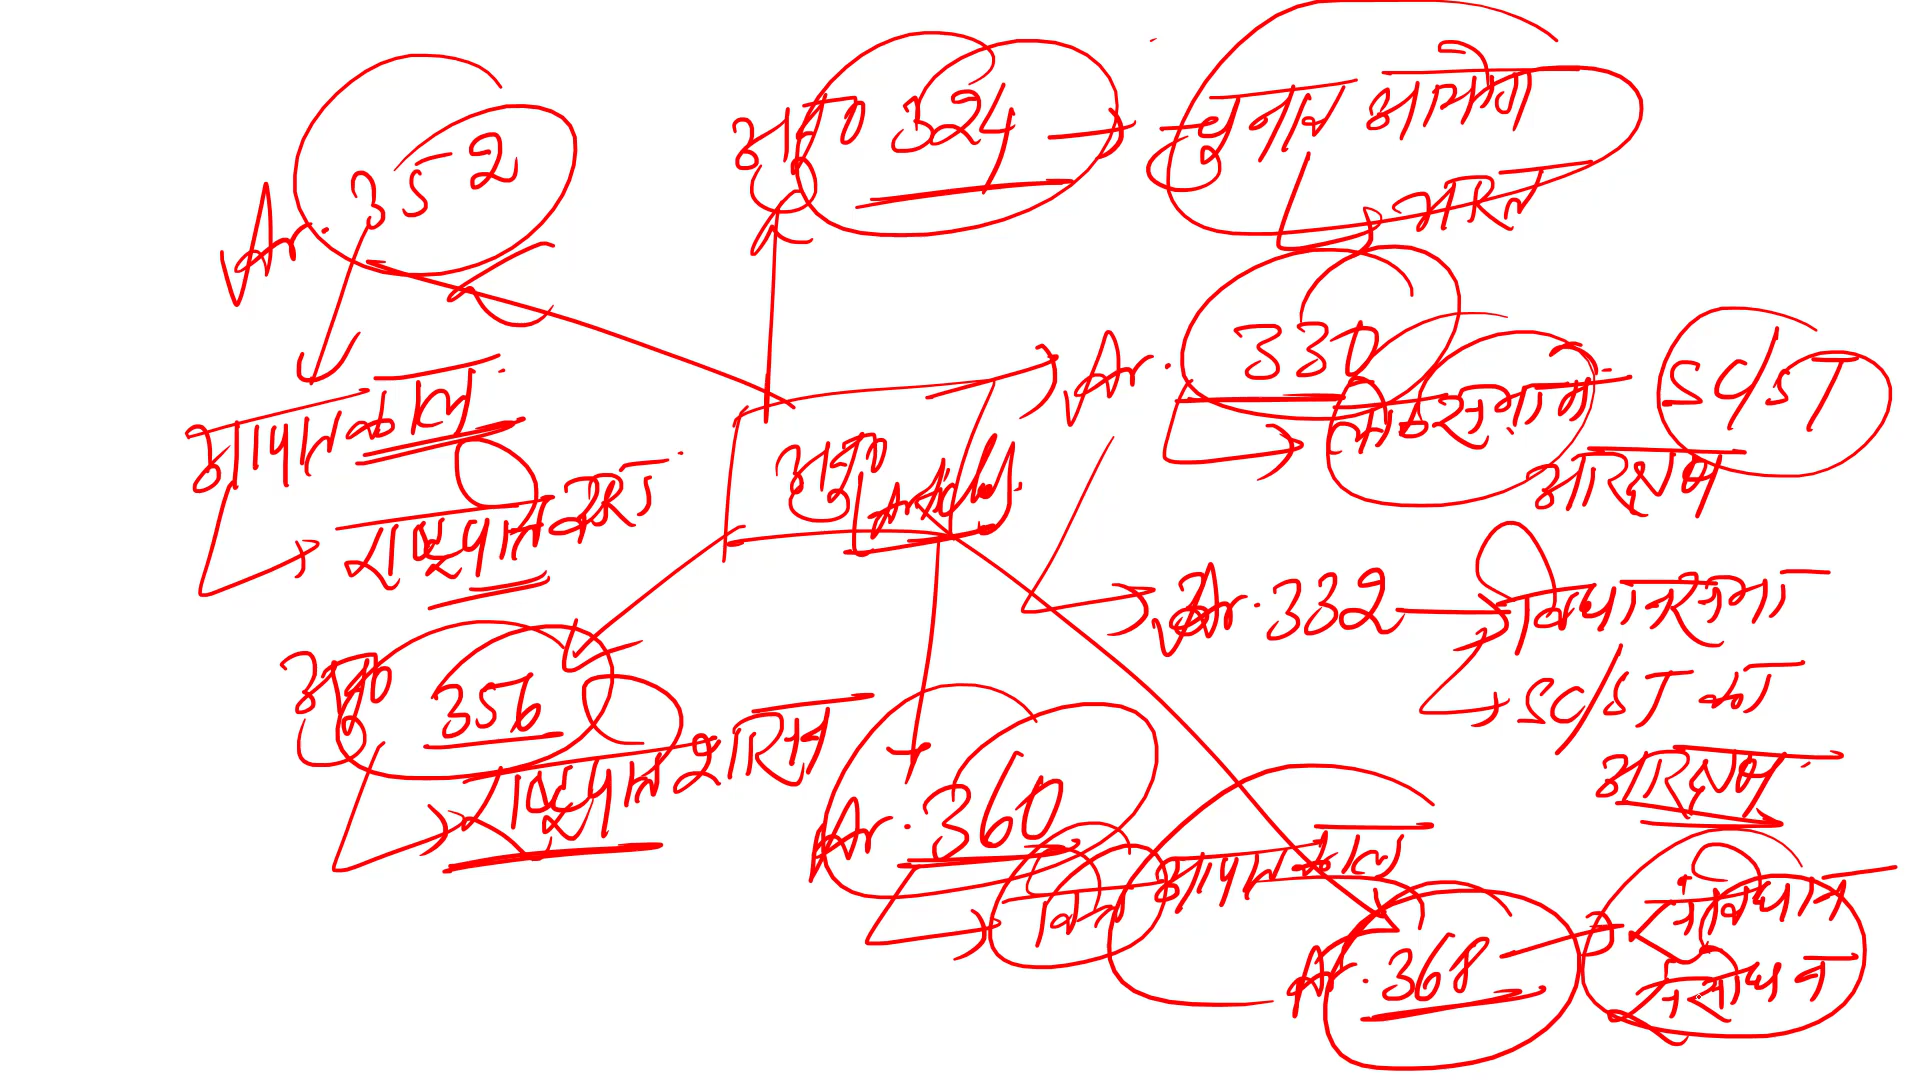 Ar. 352
आपातकाल
राष्ट्रपति
अनु० 324 → चुनाव आयोग
भारत
अनु०
Article
Ar. 330
लोकसभा में SC/ST
आरक्षण
Ar. 332 → विधानसभा
SC/ST का
आरक्षण
अनु० 356
राष्ट्रपति शासन
Ar. 360
वित्त आपातकाल
Ar. 368 → संविधान
संशोधन